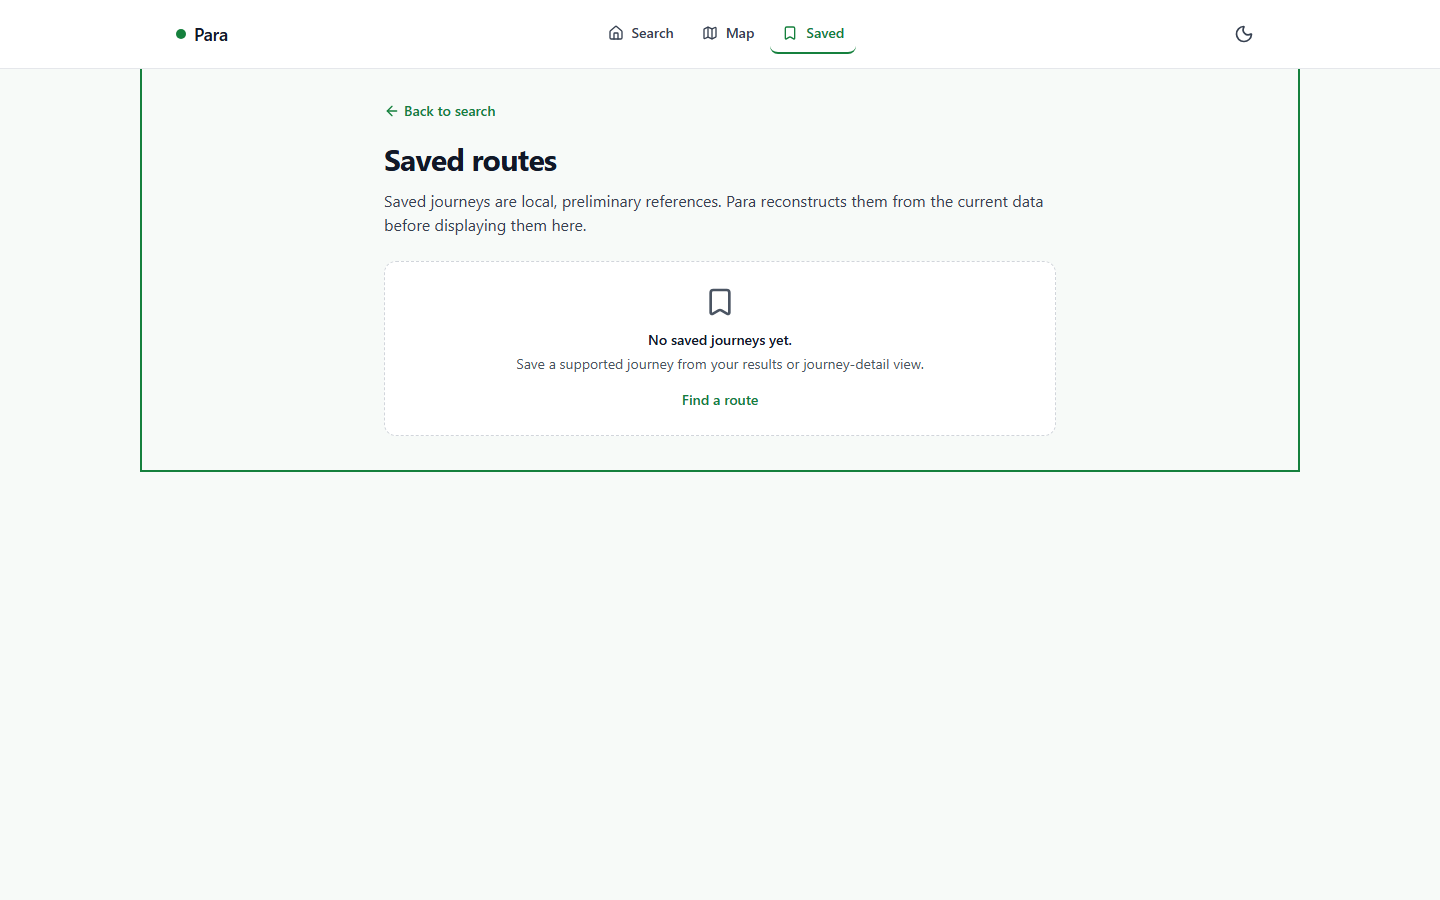 Para
Search
Map
Saved
Back to search
Saved routes
Saved journeys are local, preliminary references. Para reconstructs them from the current data
before displaying them here.
No saved journeys yet.
Save a supported journey from your results or journey-detail view.
Find a route